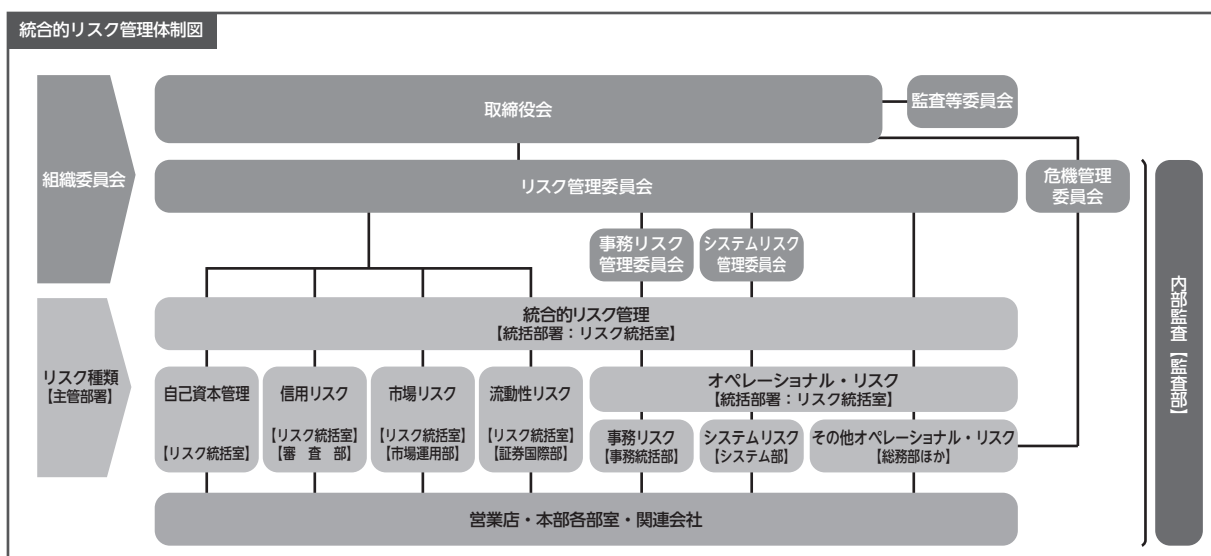 統合的リスク管理体制図
取締役会
監査等委員会
組織委員会
リスク管理委員会
危機管理
委員会
事務リスク
管理委員会
システムリスク
管理委員会
統合的リスク管理
【統括部署：リスク統括室】
リスク種類
【主管部署】
自己資本管理
【リスク統括室】
信用リスク
【リスク統括室】
【審　査　部】
市場リスク
【リスク統括室】
【市場運用部】
流動性リスク
【リスク統括室】
【証券国際部】
オペレーショナル・リスク
【統括部署：リスク統括室】
事務リスク
【事務統括部】
システムリスク
【システム部】
その他オペレーショナル・リスク
【総務部ほか】
営業店・本部各部室・関連会社
内部監査【監査部】